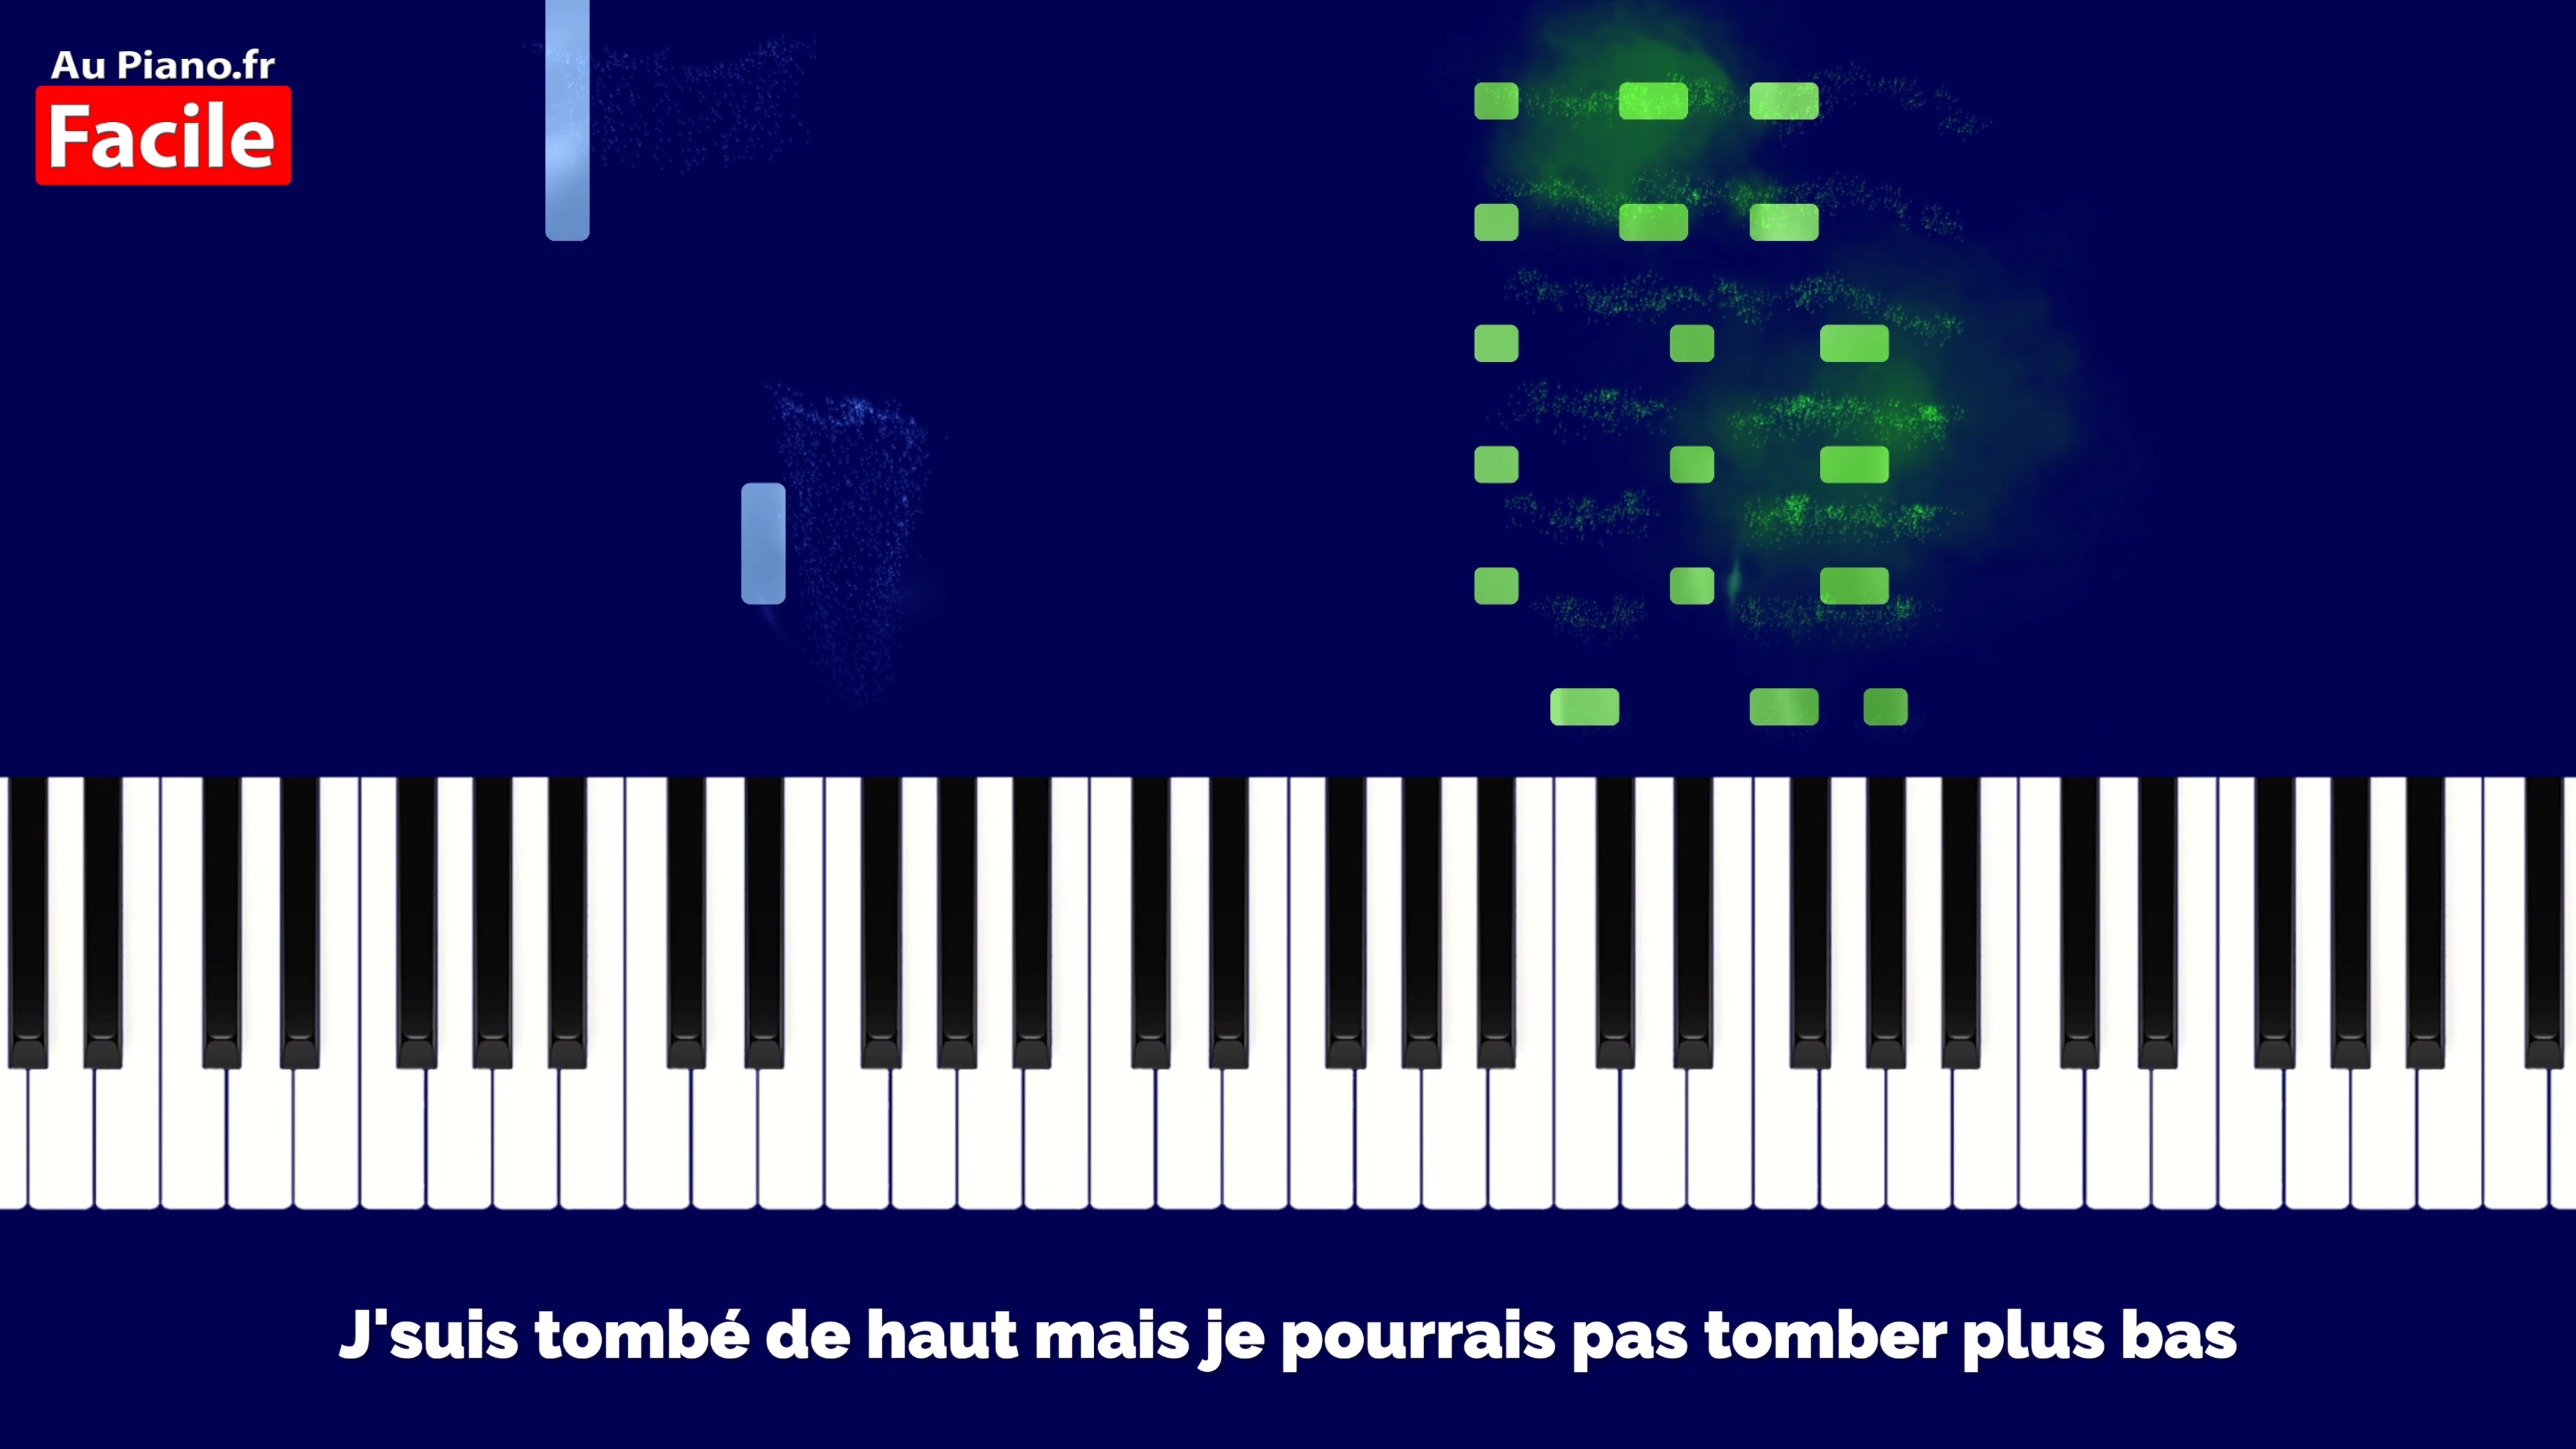 Au Piano.fr
Facile
J'suis tombé de haut mais je pourrais pas tomber plus bas